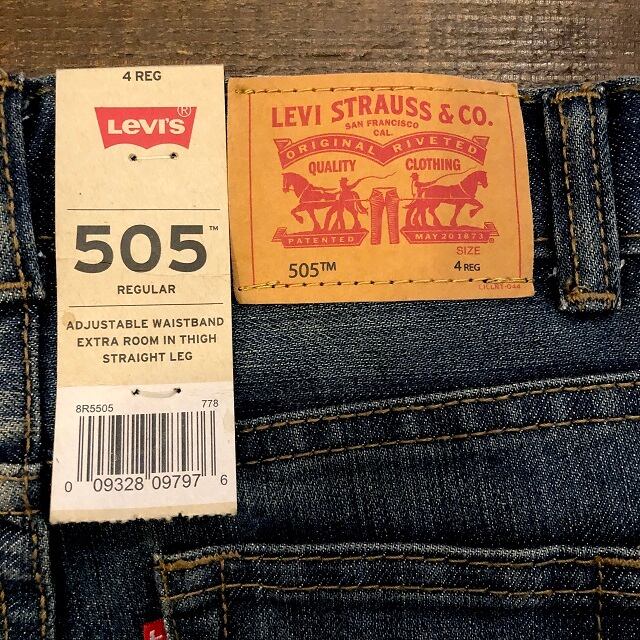 4 REG
LEVI'S®
505™
REGULAR
ADJUSTABLE WAISTBAND
EXTRA ROOM IN THIGH
STRAIGHT LEG
8R5505 778
0 09328 09797 6
LEVI STRAUSS & CO.
SAN FRANCISCO
CAL.
ORIGINAL RIVETED
QUALITY CLOTHING
PATENTED MAY 20 1873
SIZE
505™ 4 REG